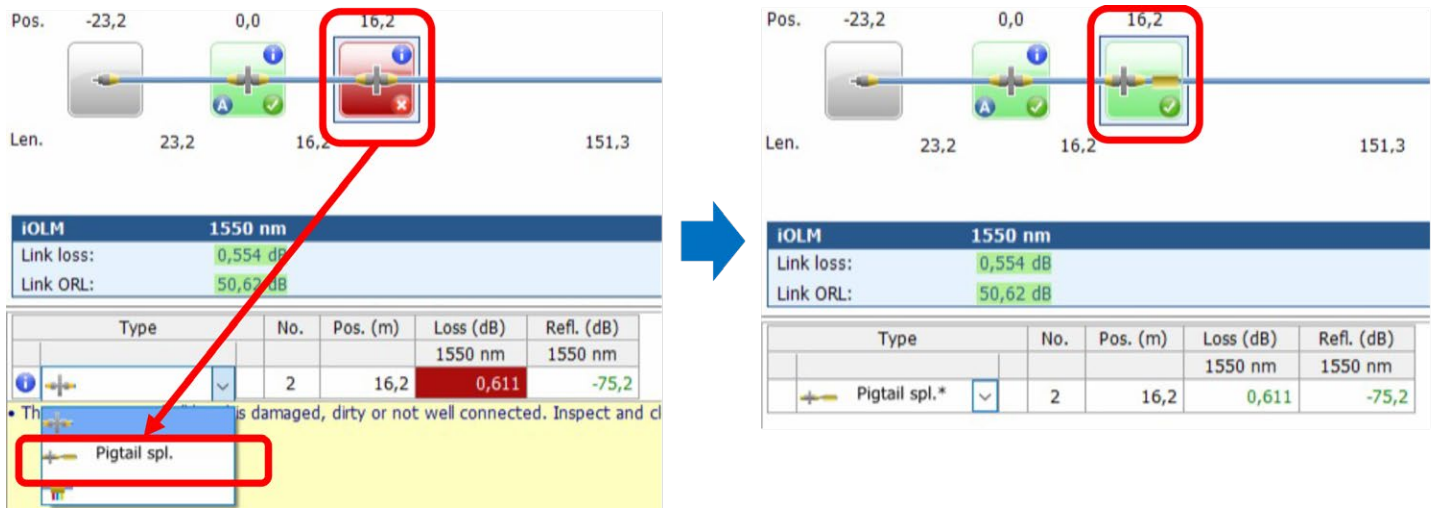 Pos. -23,2 0,0 16,2
Len. 23,2 16,2 151,3
iOLM 1550 nm
Link loss: 0,554 dB
Link ORL: 50,62 dB
Type No. Pos. (m) Loss (dB) Refl. (dB)
1550 nm 1550 nm
2 16,2 0,611 -75,2
• Th is damaged, dirty or not well connected. Inspect and cl
Pigtail spl.
Pos. -23,2 0,0 16,2
Len. 23,2 16,2 151,3
iOLM 1550 nm
Link loss: 0,554 dB
Link ORL: 50,62 dB
Type No. Pos. (m) Loss (dB) Refl. (dB)
1550 nm 1550 nm
Pigtail spl.* 2 16,2 0,611 -75,2